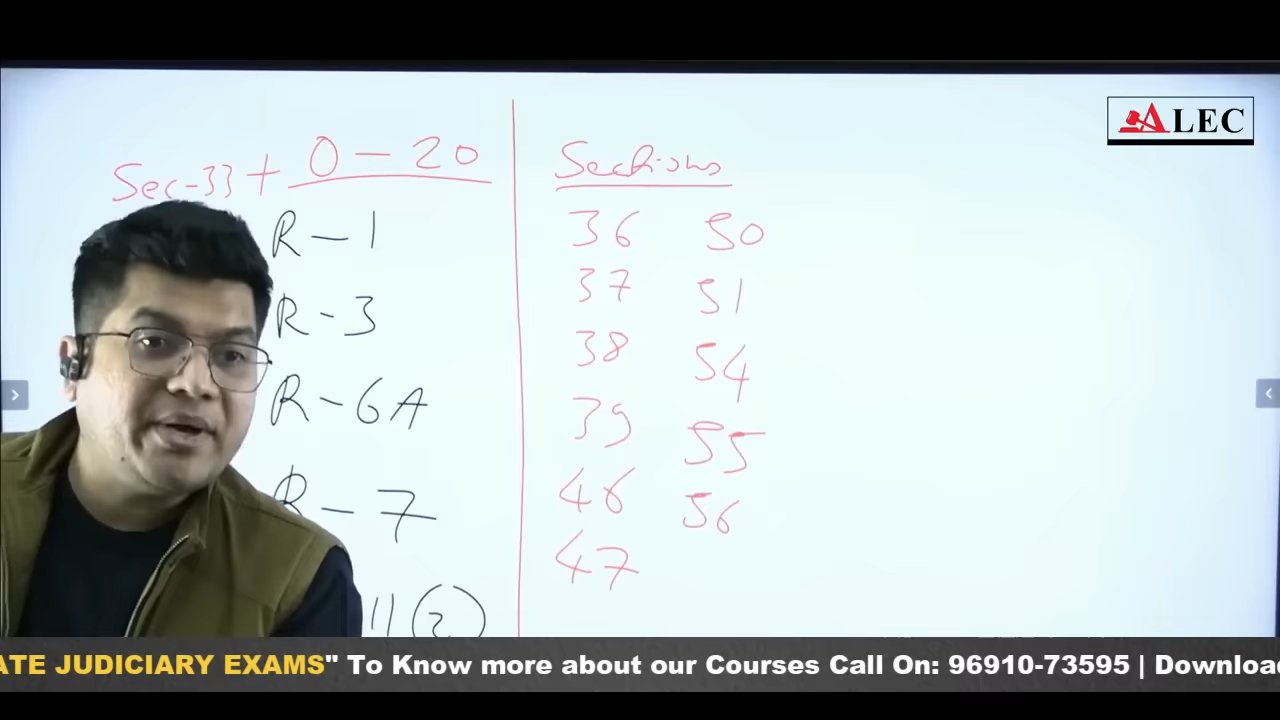 ALEC
Sec-33 + O – 20
R – 1
R – 3
R – 6A
R – 7
11(2)
Sections
36 50
37 51
38 54
39 55
46 56
47
ATE JUDICIARY EXAMS" To Know more about our Courses Call On: 96910-73595 | Download